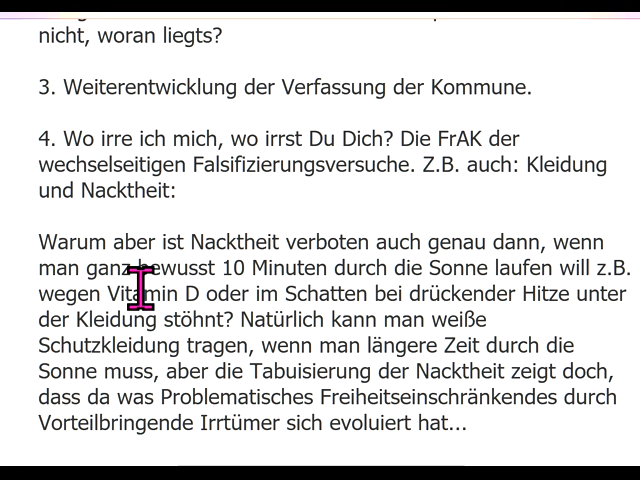 nicht, woran liegts?
3. Weiterentwicklung der Verfassung der Kommune.
4. Wo irre ich mich, wo irrst Du Dich? Die FrAK der
wechselseitigen Falsifizierungsversuche. Z.B. auch: Kleidung
und Nacktheit:
Warum aber ist Nacktheit verboten auch genau dann, wenn
man ganz bewusst 10 Minuten durch die Sonne laufen will z.B.
wegen Vitamin D oder im Schatten bei drückender Hitze unter
der Kleidung stöhnt? Natürlich kann man weiße
Schutzkleidung tragen, wenn man längere Zeit durch die
Sonne muss, aber die Tabuisierung der Nacktheit zeigt doch,
dass da was Problematisches Freiheitseinschränkendes durch
Vorteilbringende Irrtümer sich evoluiert hat...